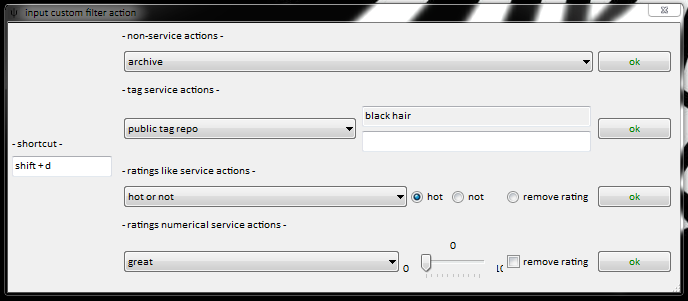 input custom filter action
- non-service actions -
archive
ok
- tag service actions -
black hair
public tag repo
ok
- shortcut -
shift + d
- ratings like service actions -
hot or not
hot
not
remove rating
ok
- ratings numerical service actions -
0
great
0
remove rating
ok